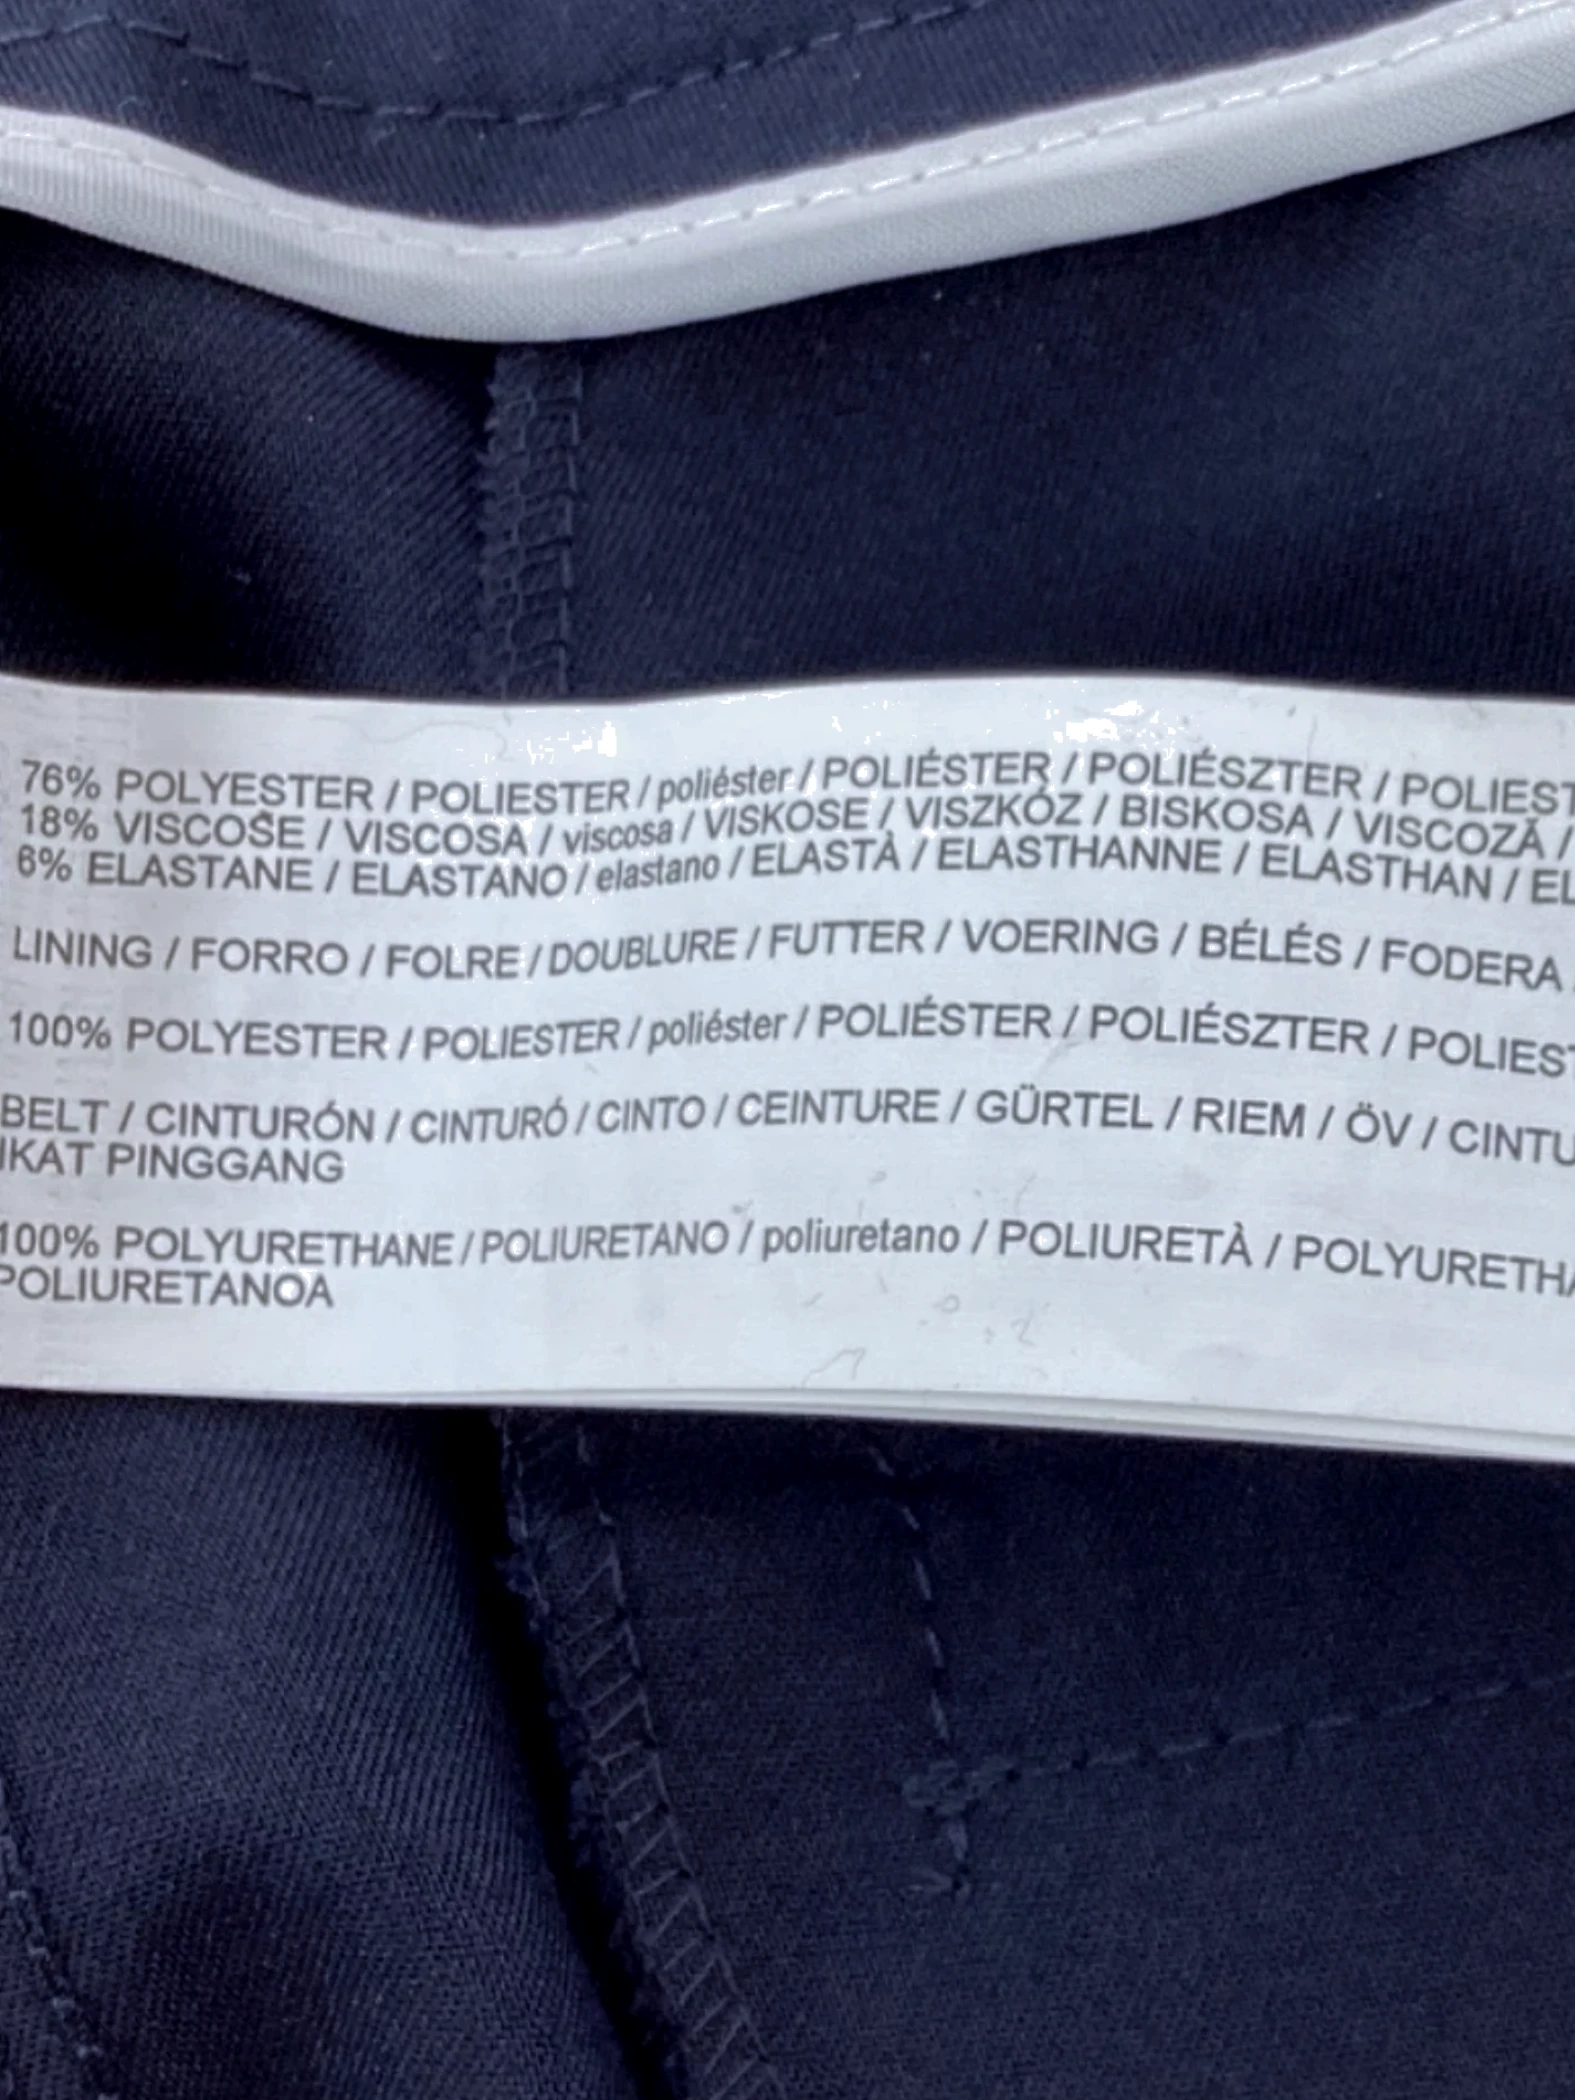 76% POLYESTER / POLIESTER / poliéster / POLIÉSTER / POLIÉSZTER / POLIEST
18% VISCOSE / VISCOSA / viscosa / VISKOSE / VISZKÓZ / BISKOSA / VISCOZĂ /
6% ELASTANE / ELASTANO / elastano / ELASTÀ / ELASTHANNE / ELASTHAN / EL
LINING / FORRO / FOLRE / DOUBLURE / FUTTER / VOERING / BÉLÉS / FODERA
100% POLYESTER / POLIESTER / poliéster / POLIÉSTER / POLIÉSZTER / POLIEST
BELT / CINTURÓN / CINTURÓ / CINTO / CEINTURE / GÜRTEL / RIEM / ÖV / CINTU
IKAT PINGGANG
100% POLYURETHANE / POLIURETANO / poliuretano / POLIURETÀ / POLYURETHA
POLIURETANOA